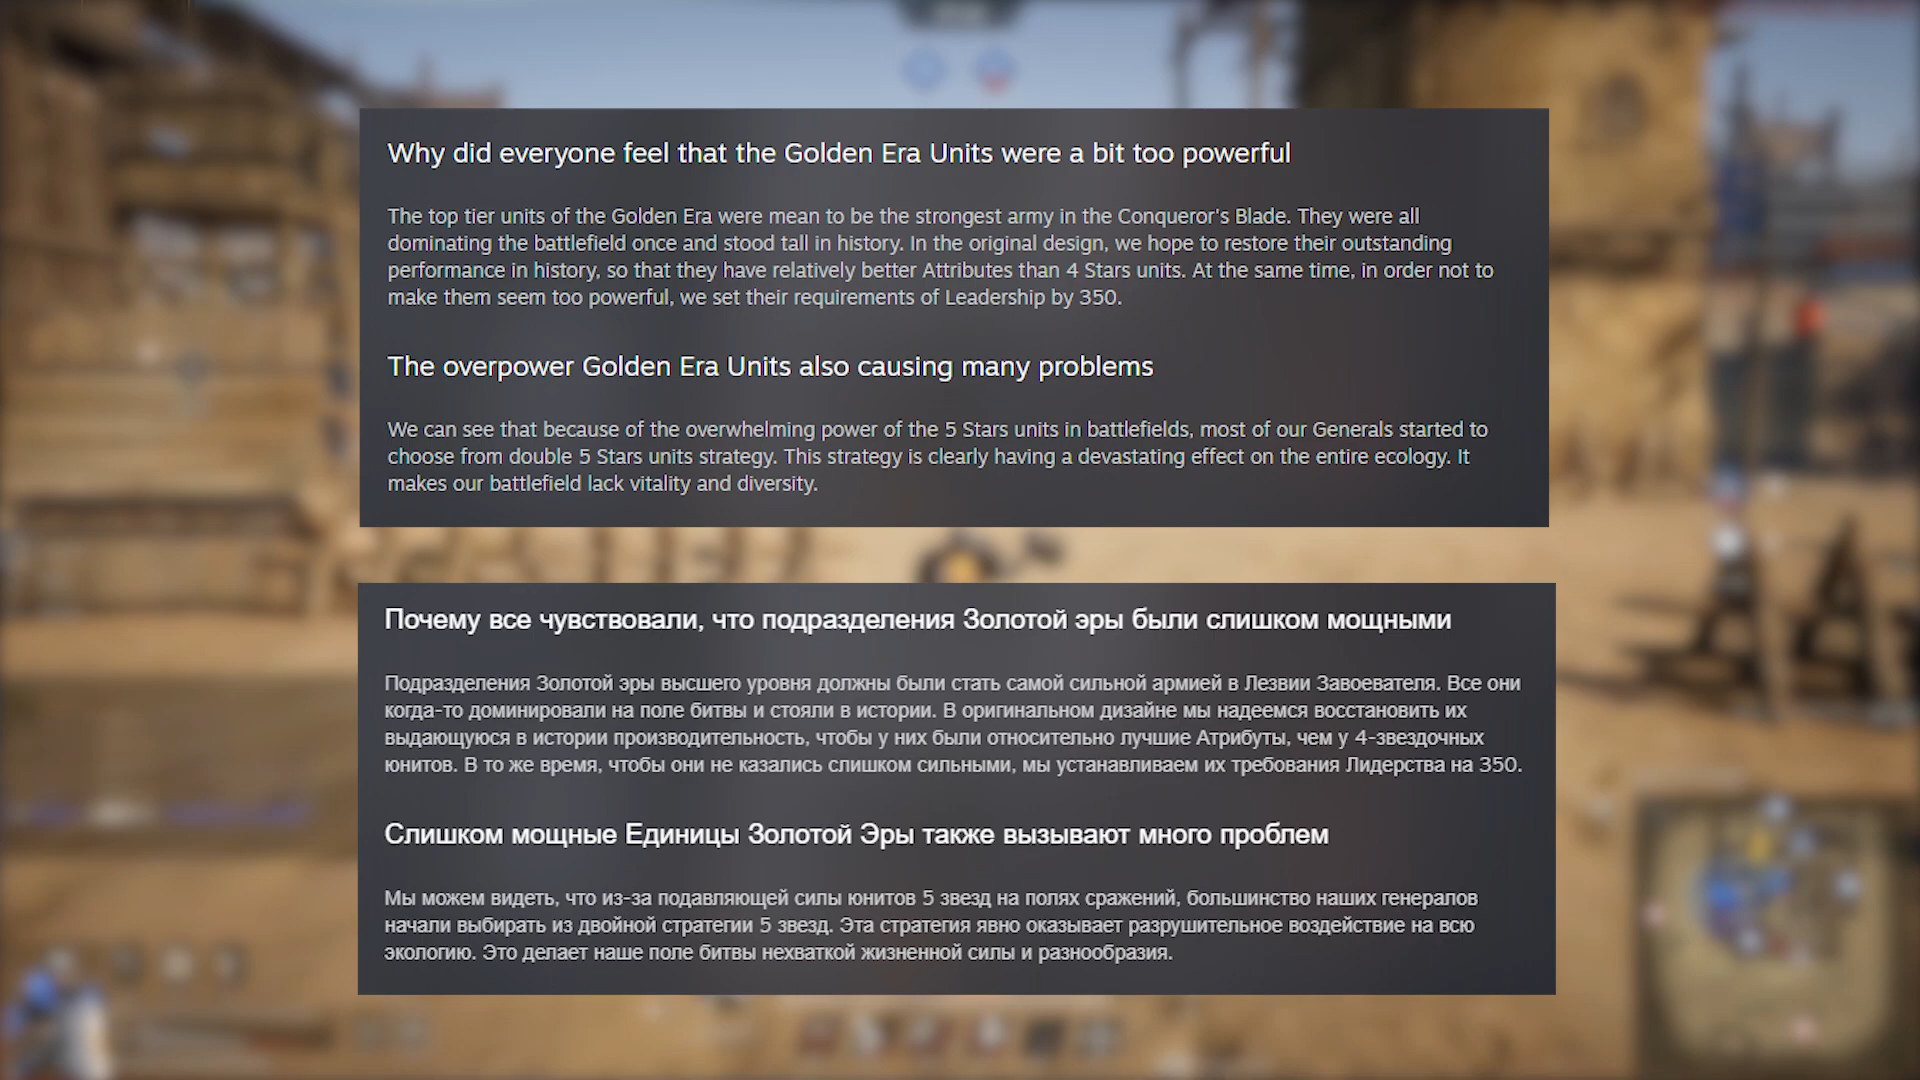 Why did everyone feel that the Golden Era Units were a bit too powerful
The top tier units of the Golden Era were mean to be the strongest army in the Conqueror's Blade. They were all
dominating the battlefield once and stood tall in history. In the original design, we hope to restore their outstanding
performance in history, so that they have relatively better Attributes than 4 Stars units. At the same time, in order not to
make them seem too powerful, we set their requirements of Leadership by 350.
The overpower Golden Era Units also causing many problems
We can see that because of the overwhelming power of the 5 Stars units in battlefields, most of our Generals started to
choose from double 5 Stars units strategy. This strategy is clearly having a devastating effect on the entire ecology. It
makes our battlefield lack vitality and diversity.
Почему все чувствовали, что подразделения Золотой эры были слишком мощными
Подразделения Золотой эры высшего уровня должны были стать самой сильной армией в Лезвии Завоевателя. Все они
когда-то доминировали на поле битвы и стояли в истории. В оригинальном дизайне мы надеемся восстановить их
выдающуюся в истории производительность, чтобы у них были относительно лучшие Атрибуты, чем у 4-звездочных
юнитов. В то же время, чтобы они не казались слишком сильными, мы устанавливаем их требования Лидерства на 350.
Слишком мощные Единицы Золотой Эры также вызывают много проблем
Мы можем видеть, что из-за подавляющей силы юнитов 5 звезд на полях сражений, большинство наших генералов
начали выбирать из двойной стратегии 5 звезд. Эта стратегия явно оказывает разрушительное воздействие на всю
экологию. Это делает наше поле битвы нехваткой жизненной силы и разнообразия.